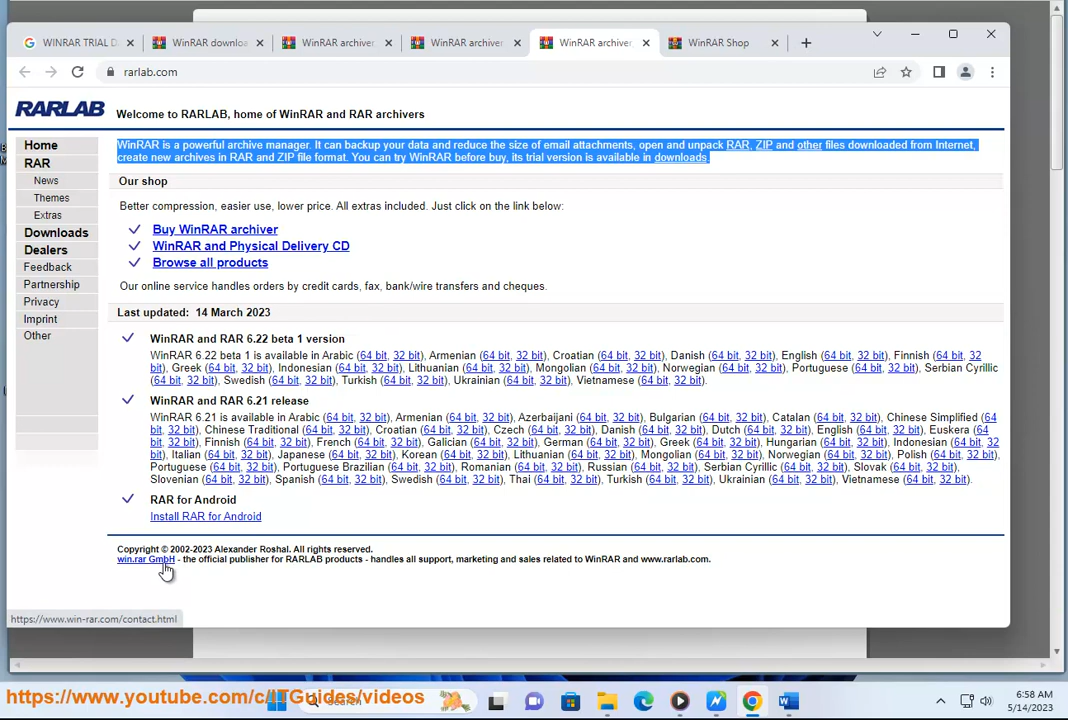 WINRAR TRIAL D
WinRAR downloa
WinRAR archiver
WinRAR archiver
WinRAR archiver,
WinRAR Shop
rarlab.com
RARLAB
Welcome to RARLAB, home of WinRAR and RAR archivers
Home
RAR
News
Themes
Extras
Downloads
Dealers
Feedback
Partnership
Privacy
Imprint
Other
WinRAR is a powerful archive manager. It can backup your data and reduce the size of email attachments, open and unpack RAR, ZIP and other files downloaded from Internet,
create new archives in RAR and ZIP file format. You can try WinRAR before buy, its trial version is available in downloads.
Our shop
Better compression, easier use, lower price. All extras included. Just click on the link below:
Buy WinRAR archiver
WinRAR and Physical Delivery CD
Browse all products
Our online service handles orders by credit cards, fax, bank/wire transfers and cheques.
Last updated: 14 March 2023
WinRAR and RAR 6.22 beta 1 version
WinRAR 6.22 beta 1 is available in Arabic (64 bit, 32 bit), Armenian (64 bit, 32 bit), Croatian (64 bit, 32 bit), Danish (64 bit, 32 bit), English (64 bit, 32 bit), Finnish (64 bit, 32
bit), Greek (64 bit, 32 bit), Indonesian (64 bit, 32 bit), Lithuanian (64 bit, 32 bit), Mongolian (64 bit, 32 bit), Norwegian (64 bit, 32 bit), Portuguese (64 bit, 32 bit), Serbian Cyrillic
(64 bit, 32 bit), Swedish (64 bit, 32 bit), Turkish (64 bit, 32 bit), Ukrainian (64 bit, 32 bit), Vietnamese (64 bit, 32 bit).
WinRAR and RAR 6.21 release
WinRAR 6.21 is available in Arabic (64 bit, 32 bit), Armenian (64 bit, 32 bit), Azerbaijani (64 bit, 32 bit), Bulgarian (64 bit, 32 bit), Catalan (64 bit, 32 bit), Chinese Simplified (64
bit, 32 bit), Chinese Traditional (64 bit, 32 bit), Croatian (64 bit, 32 bit), Czech (64 bit, 32 bit), Danish (64 bit, 32 bit), Dutch (64 bit, 32 bit), English (64 bit, 32 bit), Euskera (64
bit, 32 bit), Finnish (64 bit, 32 bit), French (64 bit, 32 bit), Galician (64 bit, 32 bit), German (64 bit, 32 bit), Greek (64 bit, 32 bit), Hungarian (64 bit, 32 bit), Indonesian (64 bit, 32
bit), Italian (64 bit, 32 bit), Japanese (64 bit, 32 bit), Korean (64 bit, 32 bit), Lithuanian (64 bit, 32 bit), Mongolian (64 bit, 32 bit), Norwegian (64 bit, 32 bit), Polish (64 bit, 32 bit),
Portuguese (64 bit, 32 bit), Portuguese Brazilian (64 bit, 32 bit), Romanian (64 bit, 32 bit), Russian (64 bit, 32 bit), Serbian Cyrillic (64 bit, 32 bit), Slovak (64 bit, 32 bit),
Slovenian (64 bit, 32 bit), Spanish (64 bit, 32 bit), Swedish (64 bit, 32 bit), Thai (64 bit, 32 bit), Turkish (64 bit, 32 bit), Ukrainian (64 bit, 32 bit), Vietnamese (64 bit, 32 bit).
RAR for Android
Install RAR for Android
Copyright © 2002-2023 Alexander Roshal. All rights reserved.
win.rar GmbH - the official publisher for RARLAB products - handles all support, marketing and sales related to WinRAR and www.rarlab.com.
https://www.win-rar.com/contact.html
https://www.youtube.com/c/ITGuides/videos
Search
6:58 AM
5/14/2023